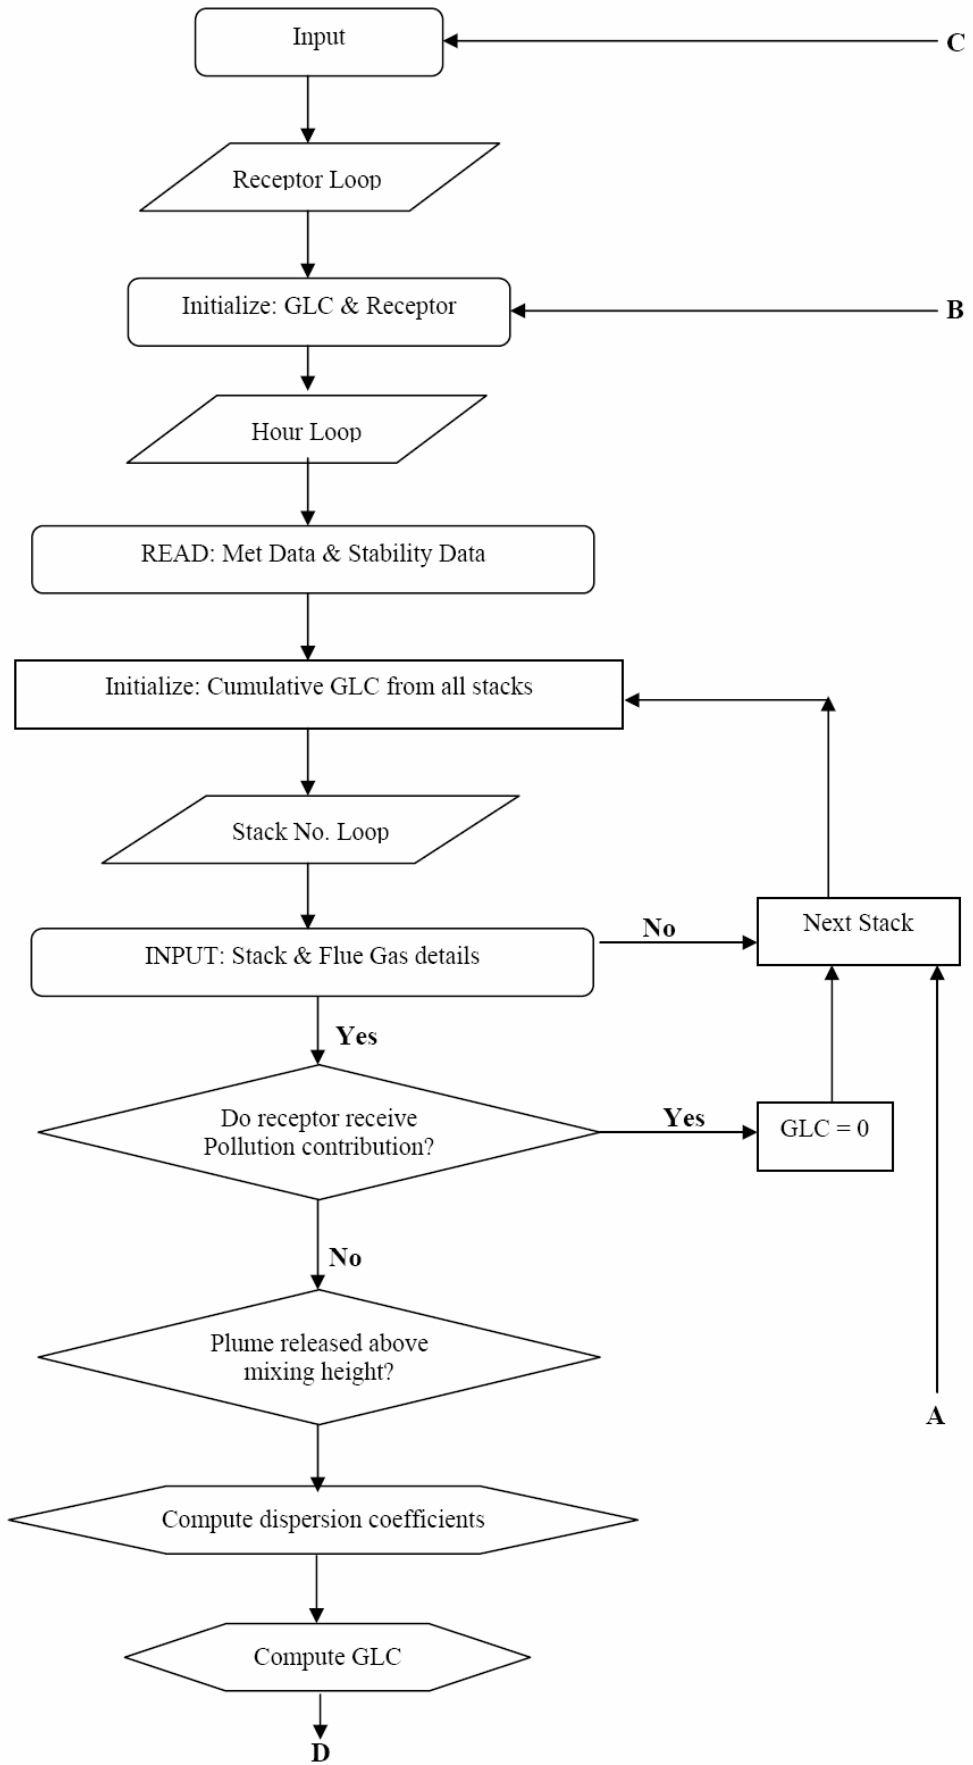 Input
C
Receptor Loop
Initialize: GLC & Receptor
B
Hour Loop
READ: Met Data & Stability Data
Initialize: Cumulative GLC from all stacks
Stack No. Loop
Next Stack
No
INPUT: Stack & Flue Gas details
Yes
Do receptor receive
Pollution contribution?
Yes
GLC = 0
No
Plume released above
mixing height?
A
Compute dispersion coefficients
Compute GLC
D